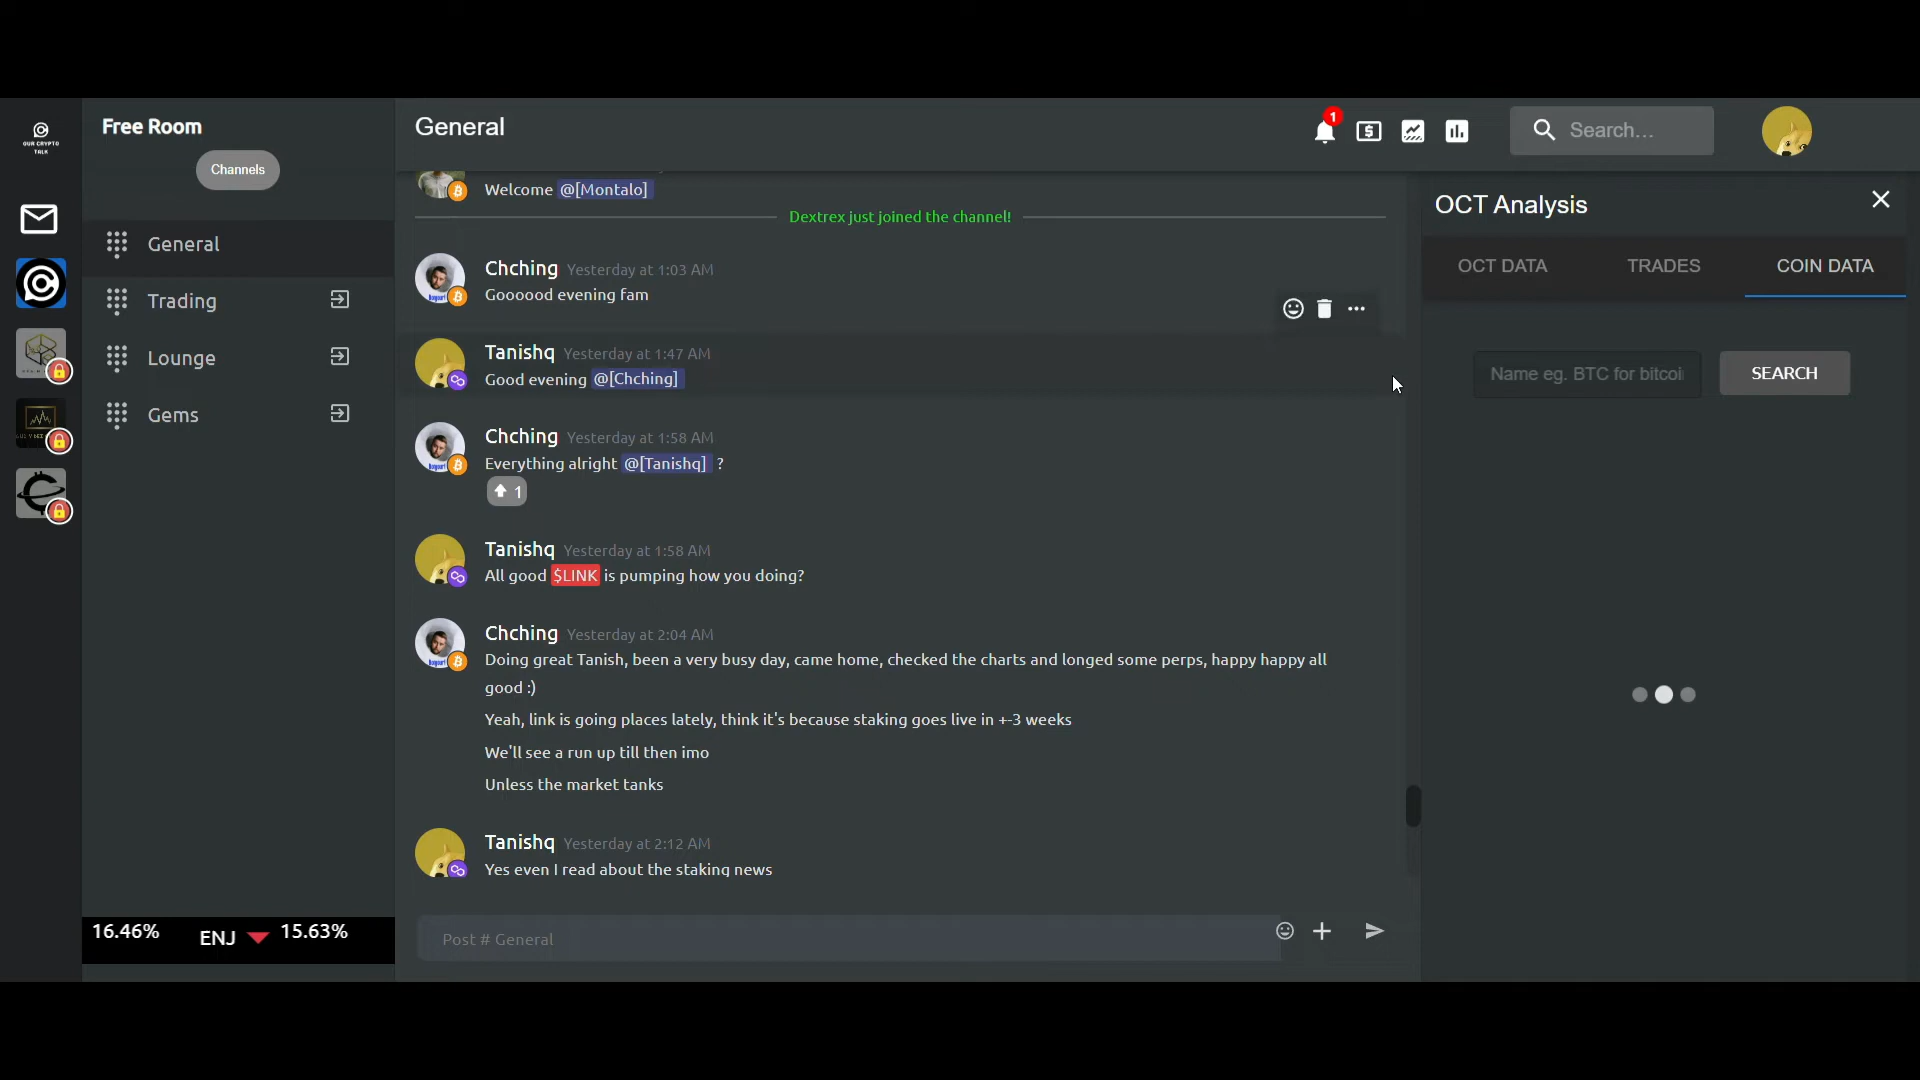 OUR CRYPTO
TALK
Free Room
Channels
General
Trading
Lounge
Gems
16.46%
ENJ
15.63%
General
1
Search...
Welcome @[Montalo]
Dextrex just joined the channel!
Chching Yesterday at 1:03 AM
Goooood evening fam
Tanishq Yesterday at 1:47 AM
Good evening @[Chching]
Chching Yesterday at 1:58 AM
Everything alright @[Tanishq] ?
1
Tanishq Yesterday at 1:58 AM
All good $LINK is pumping how you doing?
Chching Yesterday at 2:04 AM
Doing great Tanish, been a very busy day, came home, checked the charts and longed some perps, happy happy all
good :)
Yeah, link is going places lately, think it's because staking goes live in +-3 weeks
We'll see a run up till then imo
Unless the market tanks
Tanishq Yesterday at 2:12 AM
Yes even I read about the staking news
Post # General
OCT Analysis
OCT DATA
TRADES
COIN DATA
Name eg. BTC for bitcoi
SEARCH